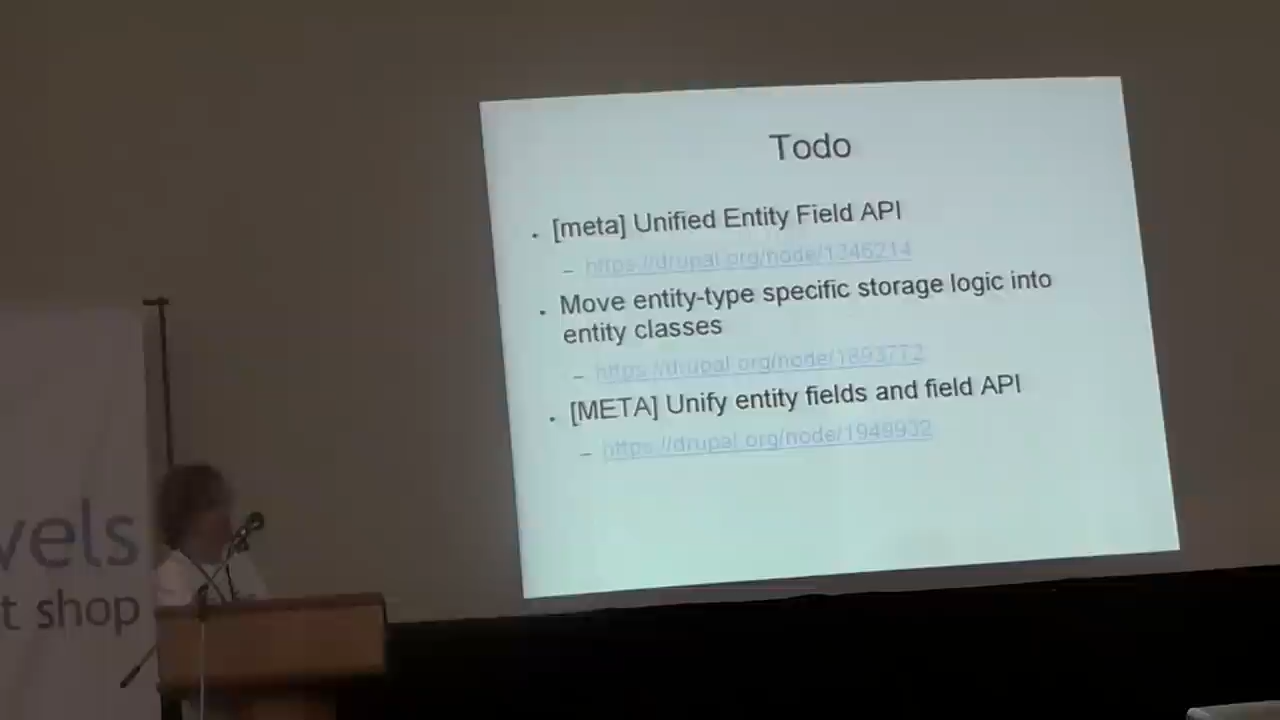 Todo
[meta] Unified Entity Field API
https://drupal.org/node/1346214
Move entity-type specific storage logic into
entity classes
https://drupal.org/node/1893772
[META] Unify entity fields and field API
https://drupal.org/node/1949932
vels
t shop